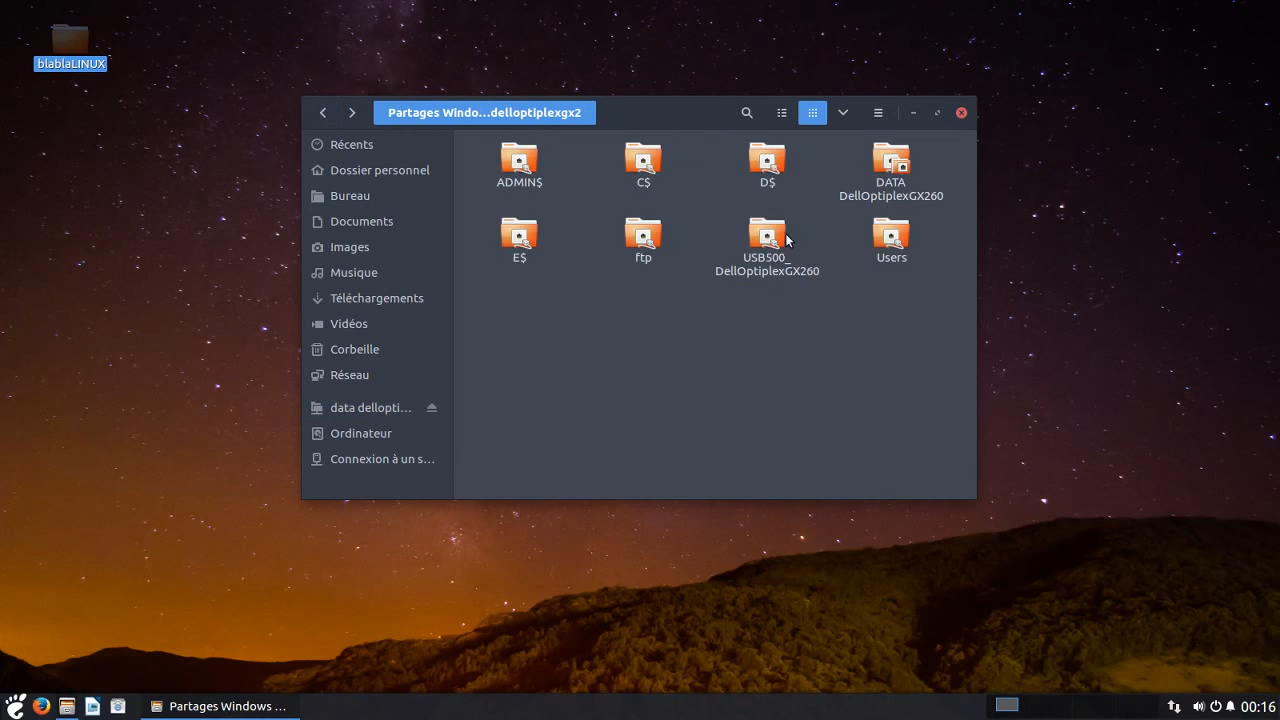 blablaLINUX
Partages Windo...delloptiplexgx2
Récents
Dossier personnel
Bureau
Documents
Images
Musique
Téléchargements
Vidéos
Corbeille
Réseau
data dellopti...
Ordinateur
Connexion à un s...
ADMIN$
C$
D$
DATA
DellOptiplexGX260
E$
ftp
USB500_
DellOptiplexGX260
Users
Partages Windows ...
00:16